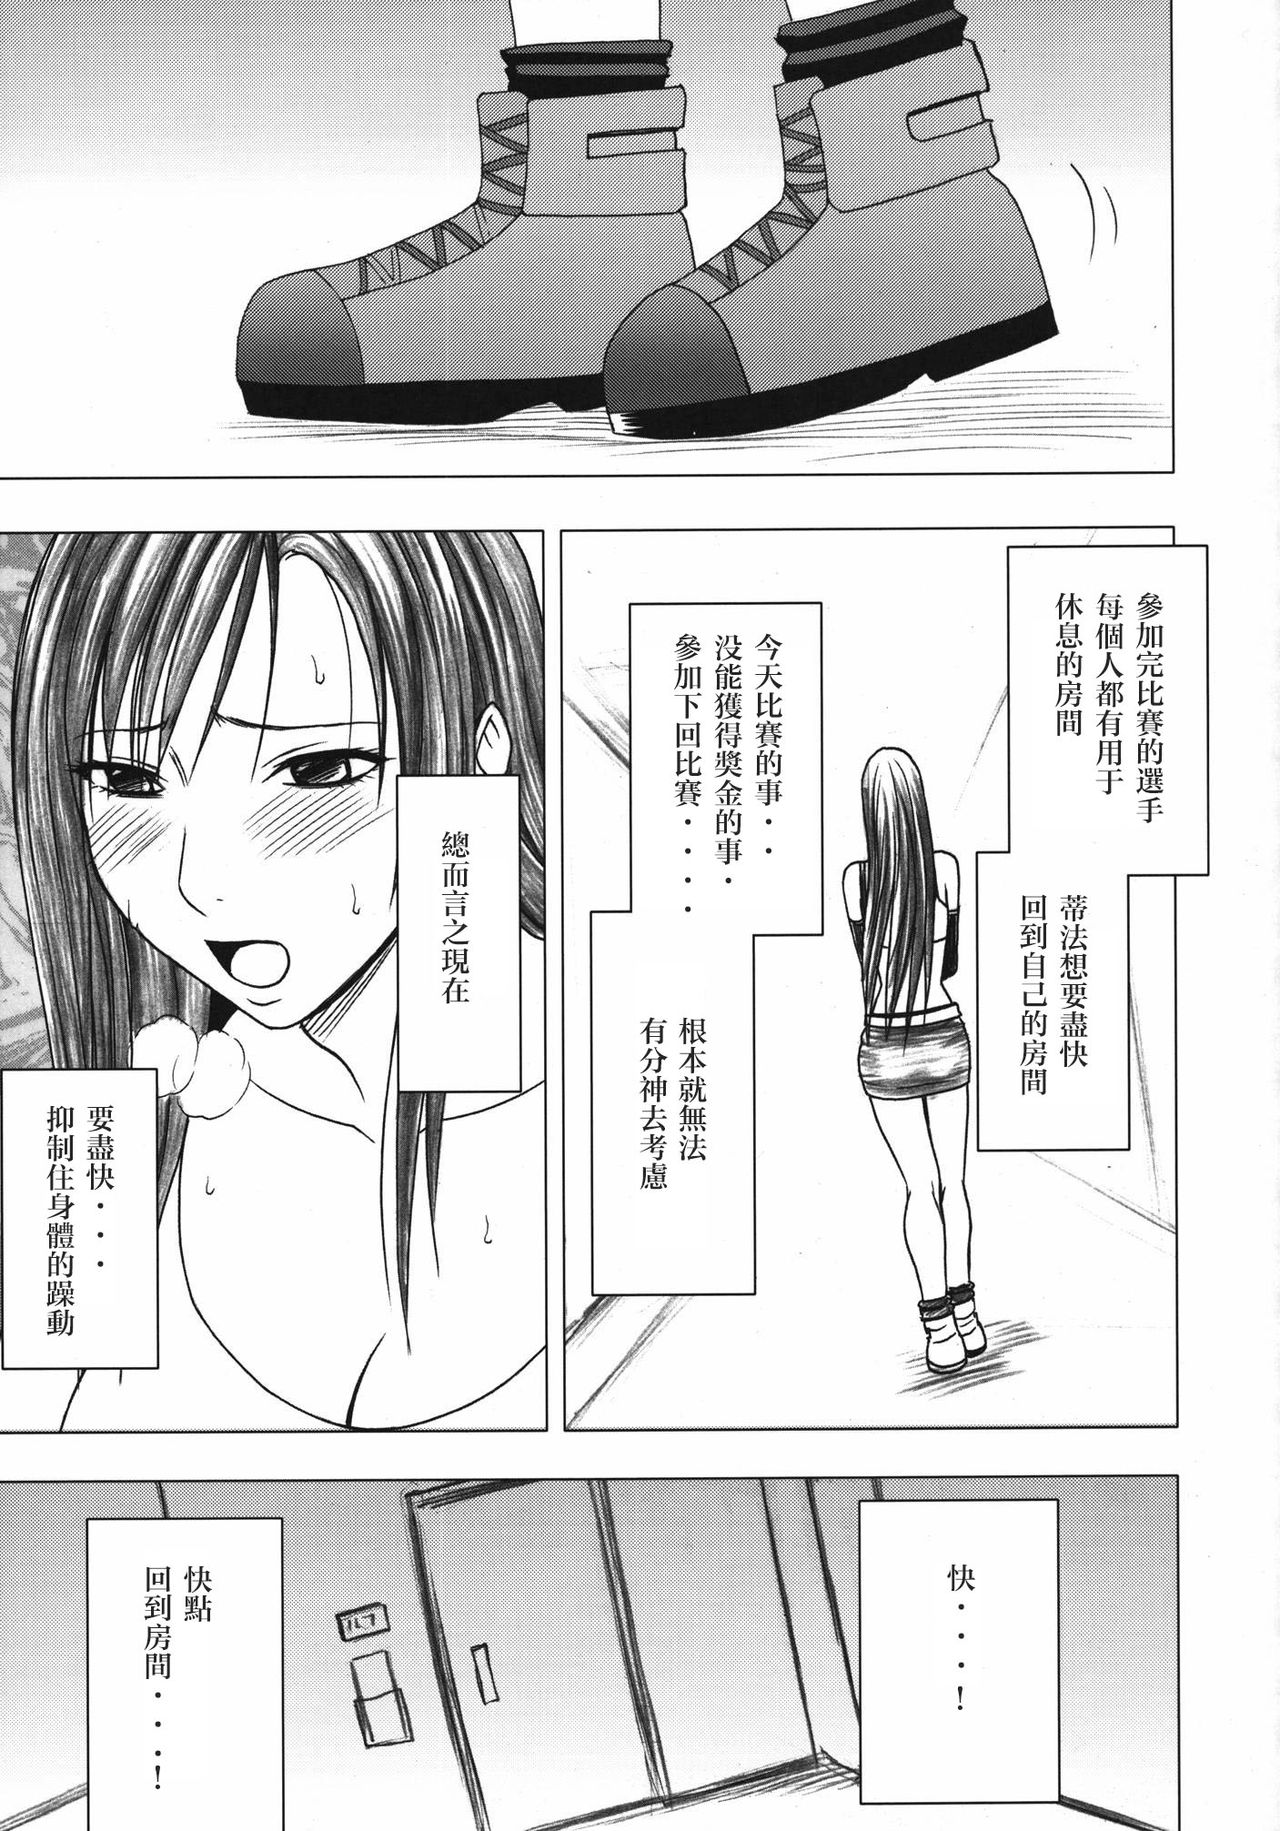 參加完比賽的選手
每個人都有用于
休息的房間
蒂法想要盡快
回到自己的房間
今天比賽的事‥
没能獲得獎金的事．
參加下回比賽‥‥
根本就無法
有分神去考慮
總而言之現在
要盡快．．．
抑制住身體的躁動
快．．．！
快點
回到房間．．．！